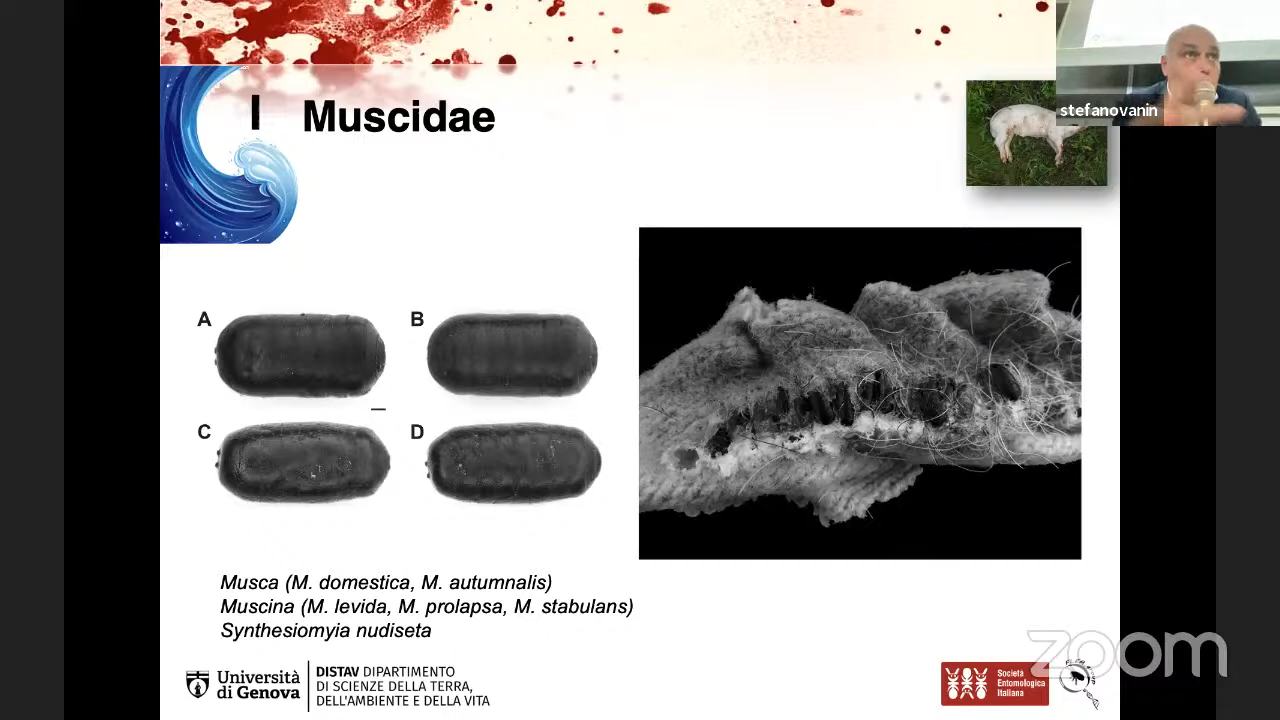 stefanovanin
I Muscidae
A
B
C
D
Musca (M. domestica, M. autumnalis)
Muscina (M. levida, M. prolapsa, M. stabulans)
Synthesiomyia nudiseta
Università
di Genova
DISTAV DIPARTIMENTO
DI SCIENZE DELLA TERRA,
DELL'AMBIENTE E DELLA VITA
Società
Entomologica
Italiana
zoom